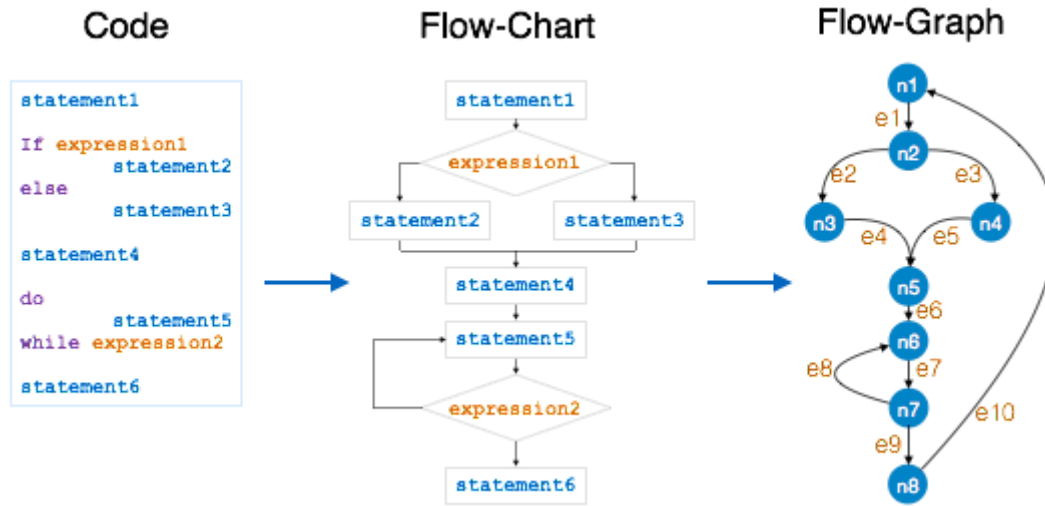 Code
statement1
If expression1
statement2
else
statement3
statement4
do
statement5
while expression2
statement6
Flow-Chart
statement1
expression1
statement2
statement3
statement4
statement5
expression2
statement6
Flow-Graph
n1
e1
n2
e2
e3
n3
n4
e4
e5
n5
e6
n6
e8
e7
n7
e9
e10
n8